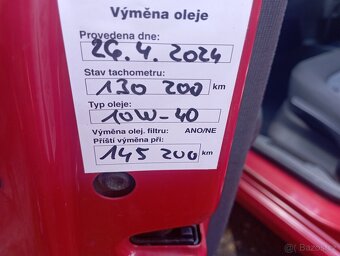 Výměna oleje
Provedena dne:
26. 4. 2024
Stav tachometru:
130 200 km
Typ oleje:
10W-40
Výměna olej. filtru: ANO/NE
Příští výměna při:
145 200 km